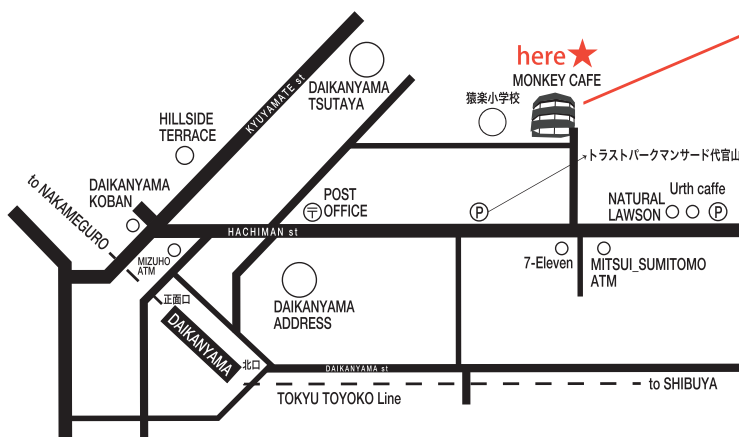 here★
MONKEY CAFE
DAIKANYAMA
TSUTAYA
猿楽小学校
KYUYAMATE st
HILLSIDE
TERRACE
トラストパークマンサード代官山
to NAKAMEGURO
DAIKANYAMA
KOBAN
POST
OFFICE
〒
P
NATURAL
LAWSON
Urth caffe
P
HACHIMAN st
MIZUHO
ATM
7-Eleven
MITSUI_SUMITOMO
ATM
正面口
DAIKANYAMA
DAIKANYAMA
ADDRESS
北口
DAIKANYAMA st
TOKYU TOYOKO Line
to SHIBUYA